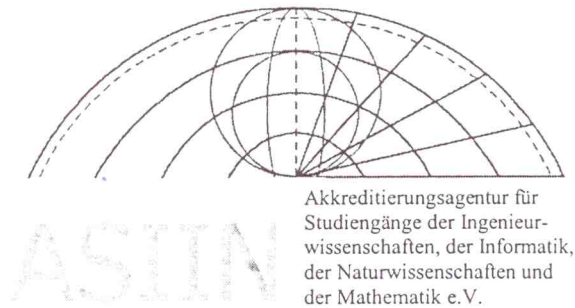 ASIIN
Akkreditierungsagentur für
Studiengänge der Ingenieur-
wissenschaften, der Informatik,
der Naturwissenschaften und
der Mathematik e.V.